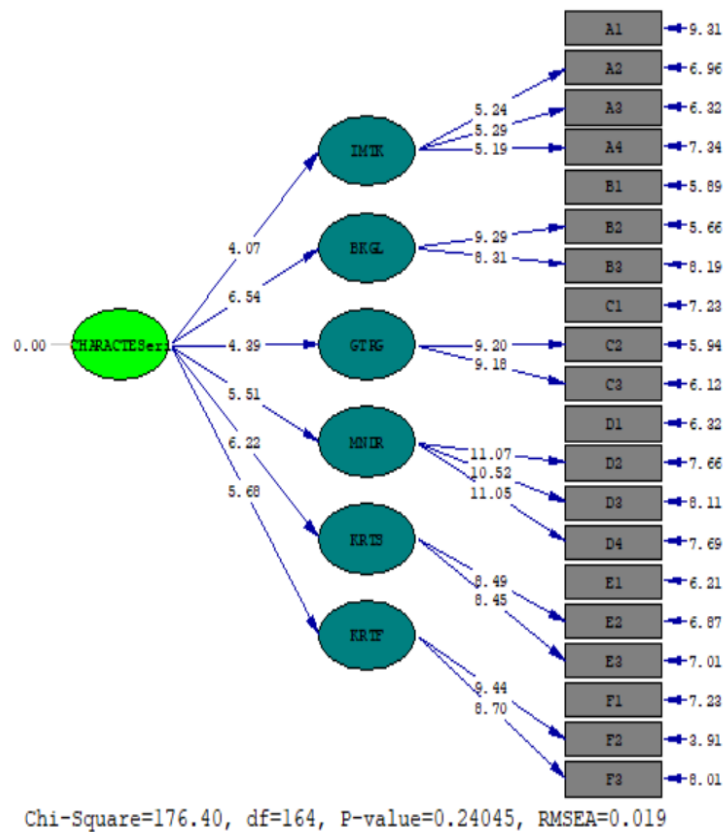 A1
9.31
A2
6.96
5.24
A3
6.32
5.29
IMTK
A4
7.34
5.19
B1
5.89
B2
5.66
4.07
BKGL
9.29
B3
8.19
8.31
6.54
C1
7.23
0.00
CHARACTESeri
4.39
GTRG
9.20
C2
5.94
9.18
C3
6.12
5.51
D1
6.32
MNIR
11.07
D2
7.66
6.22
10.52
11.05
D3
8.11
5.68
KRTS
D4
7.69
E1
6.21
8.49
E2
6.87
8.45
KRTF
E3
7.01
9.44
F1
7.23
8.70
F2
3.91
F3
8.01
Chi-Square=176.40, df=164, P-value=0.24045, RMSEA=0.019